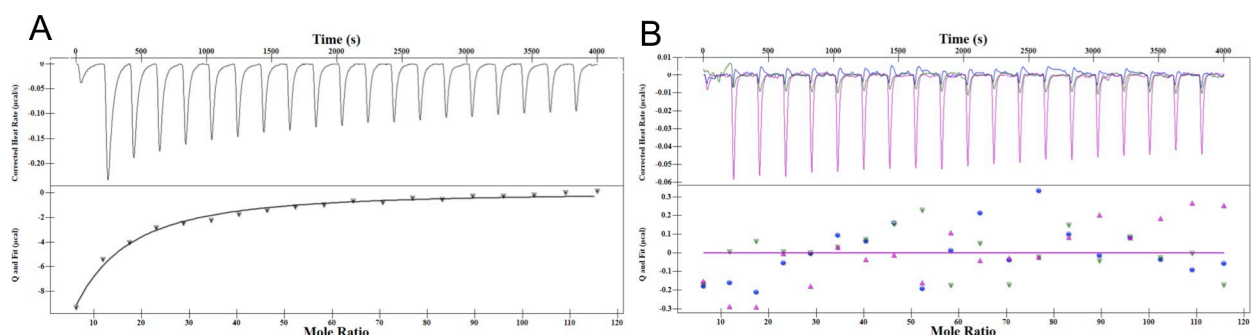 A
Time (s)
0 500 1000 1500 2000 2500 3000 3500 4000
Corrected Heat Rate (µcal/s)
0
-0.05
-0.10
-0.15
-0.20
Q and Fit (µcal)
0
-2
-4
-6
-8
10 20 30 40 50 60 70 80 90 100 110 120
Mole Ratio
B
Time (s)
0 500 1000 1500 2000 2500 3000 3500 4000
Corrected Heat Rate (µcal/s)
0.01
0
-0.01
-0.02
-0.03
-0.04
-0.05
-0.06
Q and Fit (µcal)
0.3
0.2
0.1
0
-0.1
-0.2
-0.3
10 20 30 40 50 60 70 80 90 100 110 120
Mole Ratio